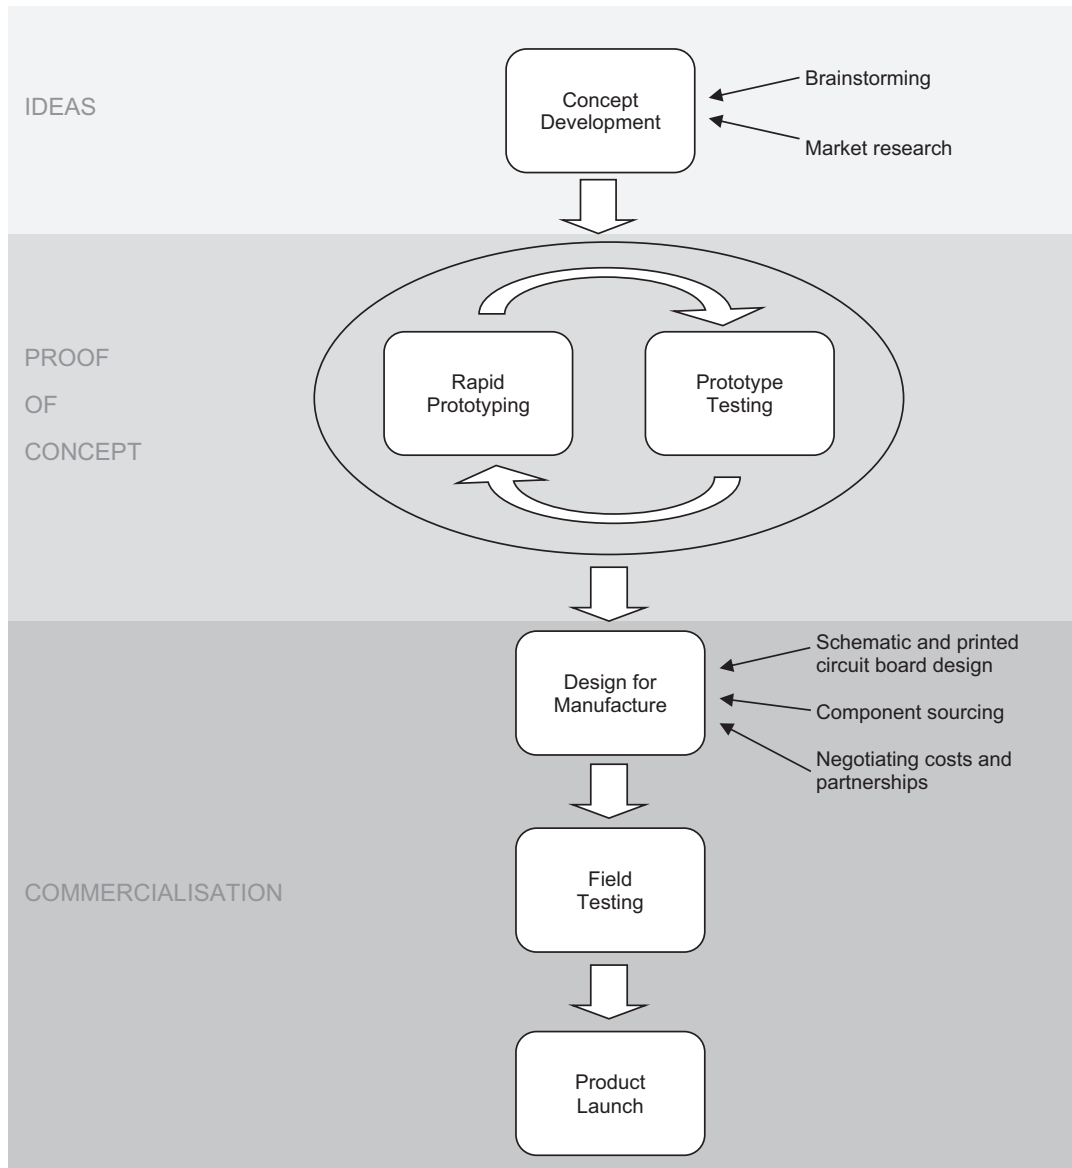 IDEAS
Concept
Development
Brainstorming
Market research
PROOF
OF
CONCEPT
Rapid
Prototyping
Prototype
Testing
Design for
Manufacture
Schematic and printed
circuit board design
Component sourcing
Negotiating costs and
partnerships
COMMERCIALISATION
Field
Testing
Product
Launch